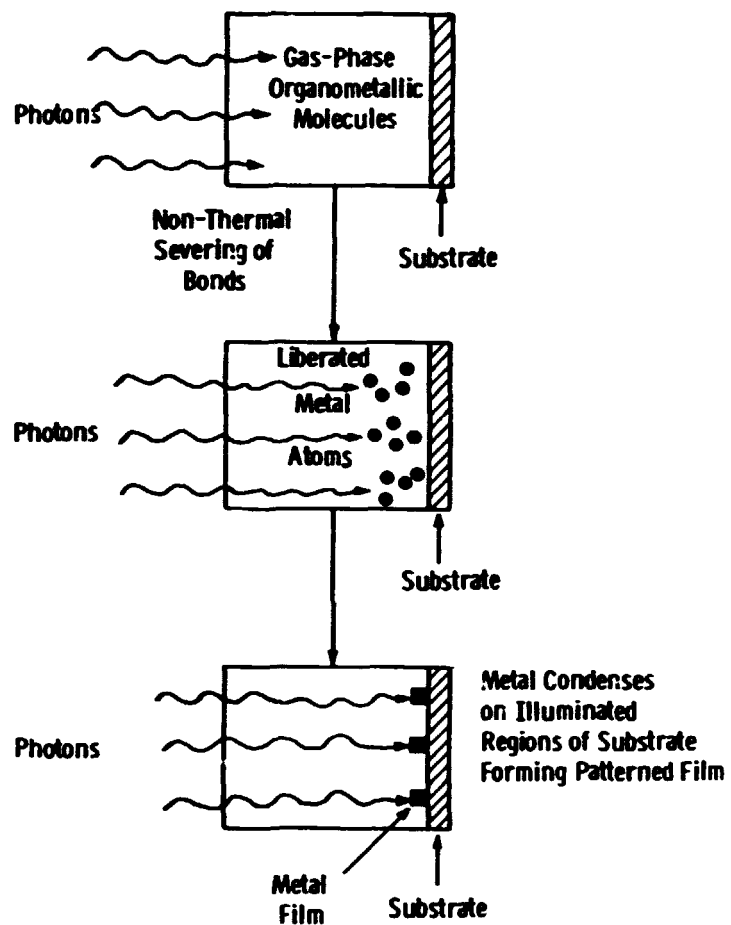 Gas-Phase
Organometallic
Molecules
Photons
Non-Thermal
Severing of
Bonds
Substrate
Liberated
Metal
Atoms
Photons
Substrate
Metal Condenses
on Illuminated
Regions of Substrate
Forming Patterned Film
Photons
Metal
Film
Substrate